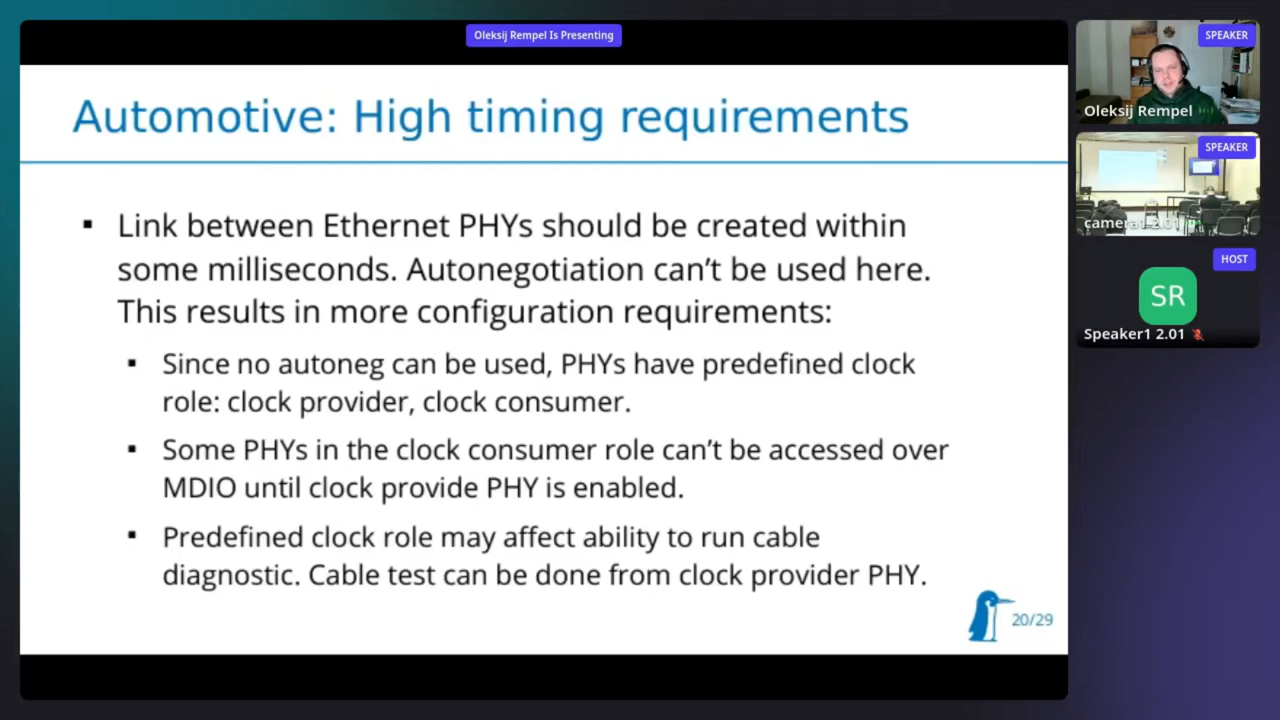 Oleksij Rempel Is Presenting
Automotive: High timing requirements
Link between Ethernet PHYs should be created within
some milliseconds. Autonegotiation can't be used here.
This results in more configuration requirements:
Since no autoneg can be used, PHYs have predefined clock
role: clock provider, clock consumer.
Some PHYs in the clock consumer role can't be accessed over
MDIO until clock provide PHY is enabled.
Predefined clock role may affect ability to run cable
diagnostic. Cable test can be done from clock provider PHY.
20/29
SPEAKER
Oleksij Rempel
SPEAKER
camera1 2.01
HOST
SR
Speaker1 2.01